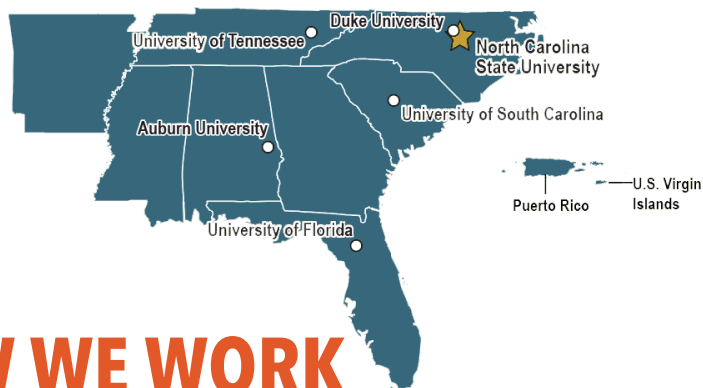 Duke University
University of Tennessee
North Carolina
State University
University of South Carolina
Auburn University
U.S. Virgin
Islands
Puerto Rico
University of Florida
WE WORK